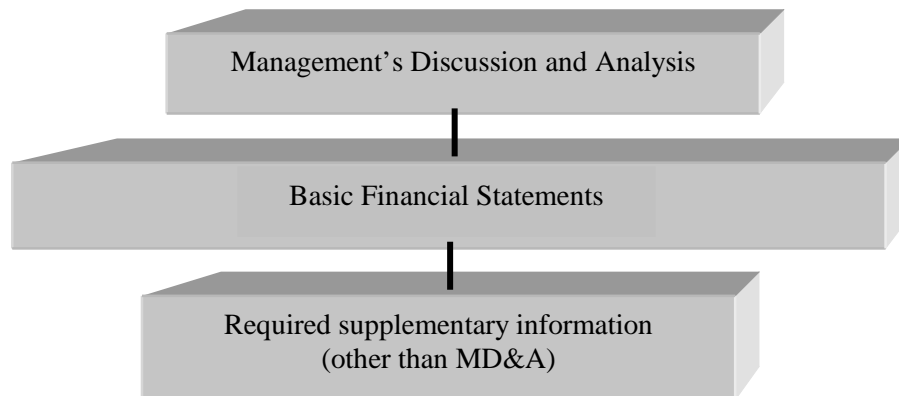 Management’s Discussion and Analysis
Basic Financial Statements
Required supplementary information
(other than MD&A)